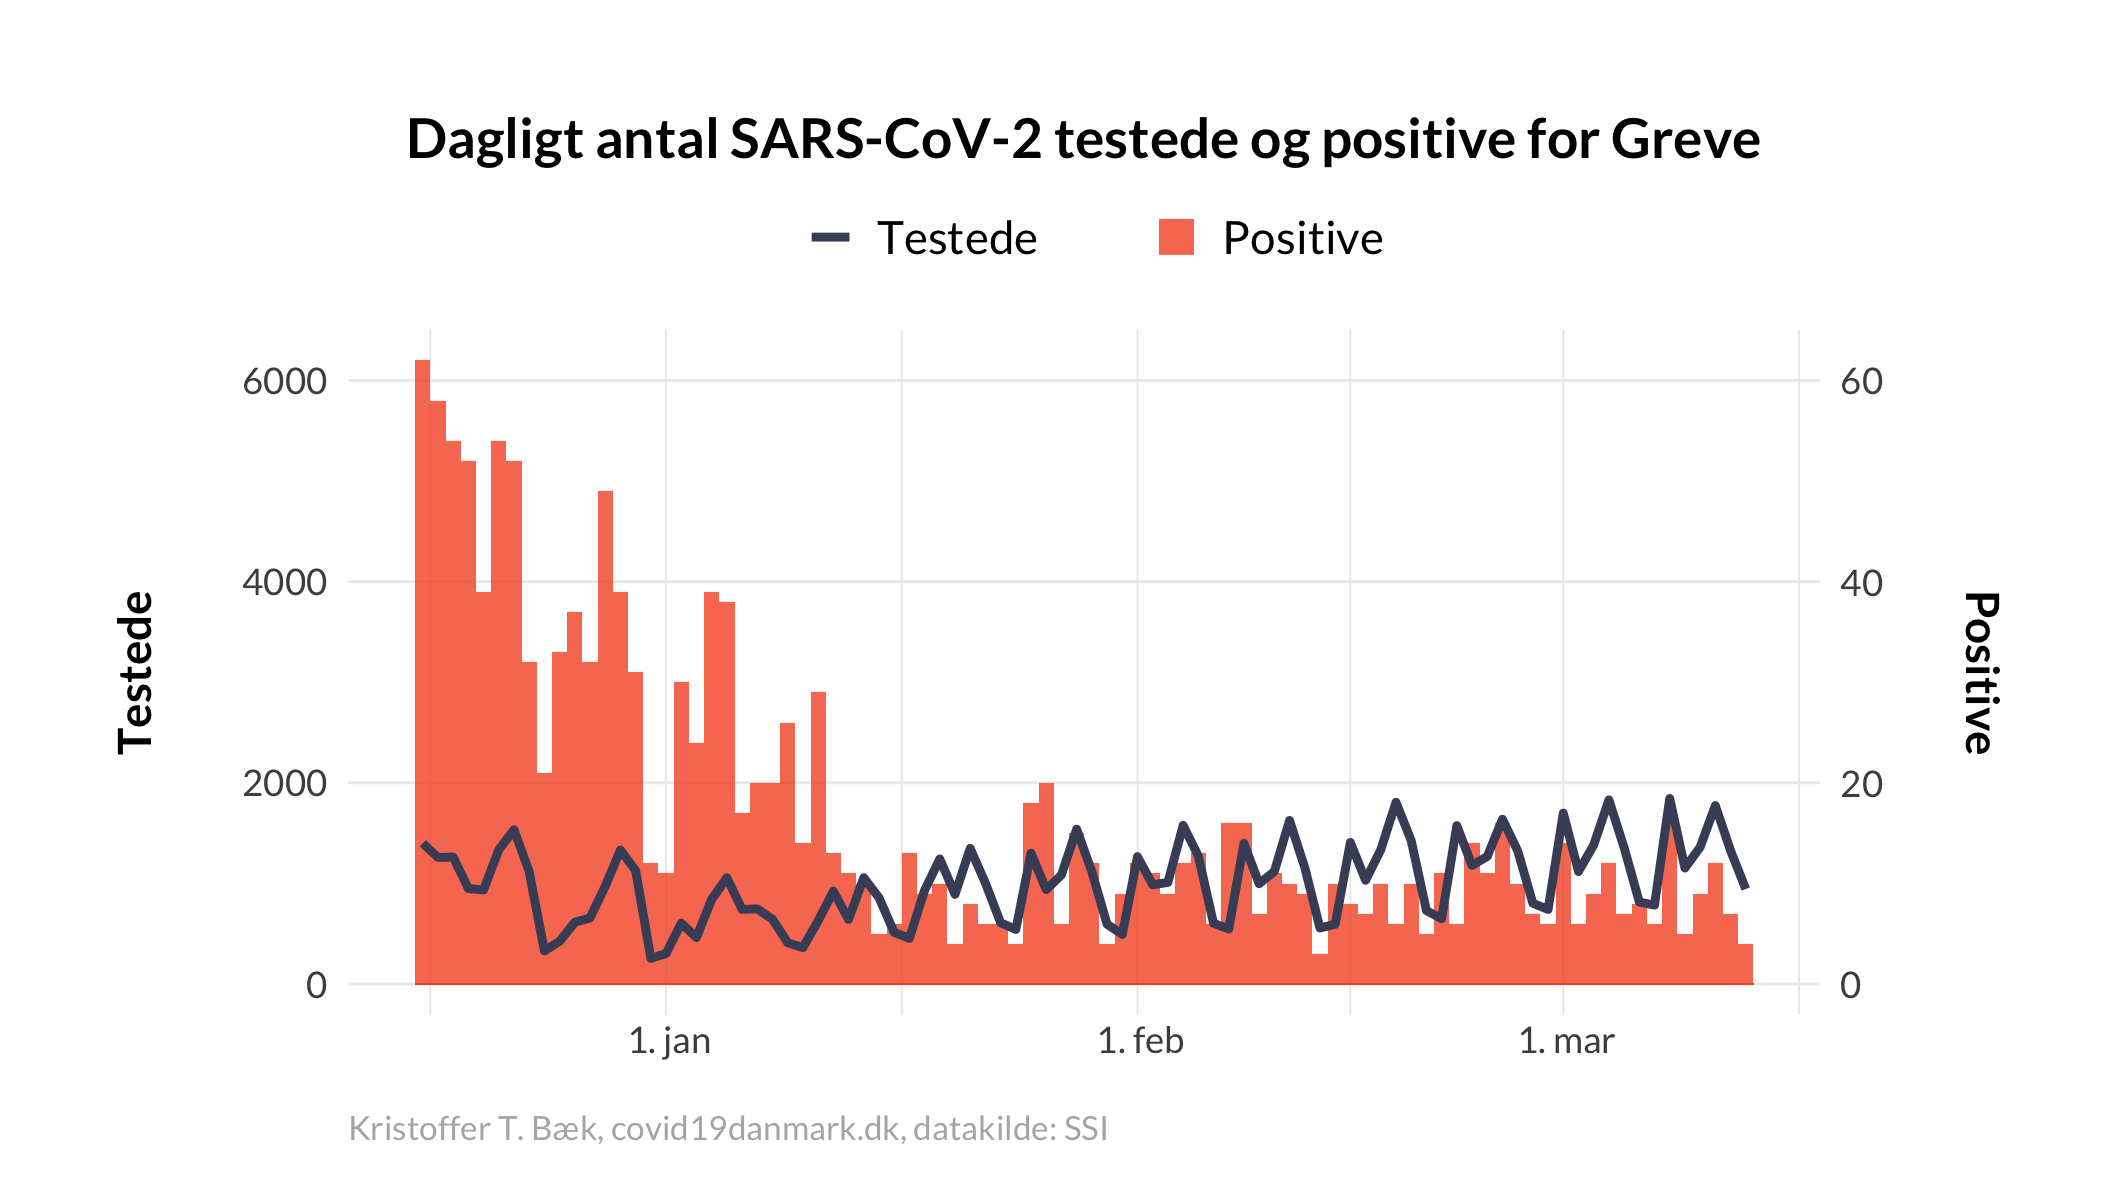 Dagligt antal SARS-CoV-2 testede og positive for Greve
Testede Positive
6000 60
4000 40
2000 20
0 0
Testede
Positive
1. jan 1. feb 1. mar
Kristoffer T. Bæk, covid19danmark.dk, datakilde: SSI